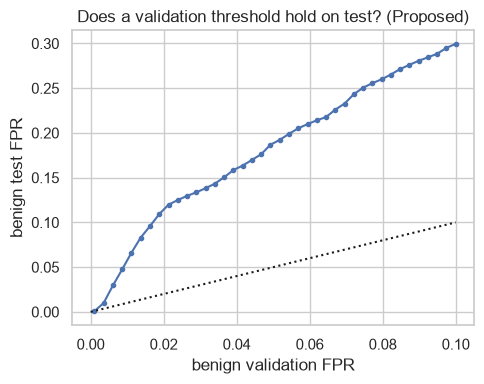 Does a validation threshold hold on test? (Proposed)
0.30
0.25
0.20
0.15
0.10
0.05
0.00
benign test FPR
0.00 0.02 0.04 0.06 0.08 0.10
benign validation FPR